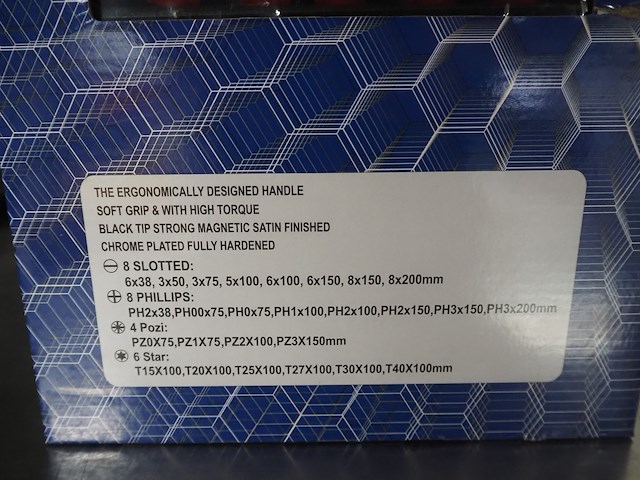 THE ERGONOMICALLY DESIGNED HANDLE
SOFT GRIP & WITH HIGH TORQUE
BLACK TIP STRONG MAGNETIC SATIN FINISHED
CHROME PLATED FULLY HARDENED
8 SLOTTED:
6x38, 3x50, 3x75, 5x100, 6x100, 6x150, 8x150, 8x200mm
8 PHILLIPS:
PH2x38,PH00x75,PH0x75,PH1x100,PH2x100,PH2x150,PH3x150,PH3x200mm
4 Pozi:
PZ0X75,PZ1X75,PZ2X100,PZ3X150mm
6 Star:
T15X100,T20X100,T25X100,T27X100,T30X100,T40X100mm